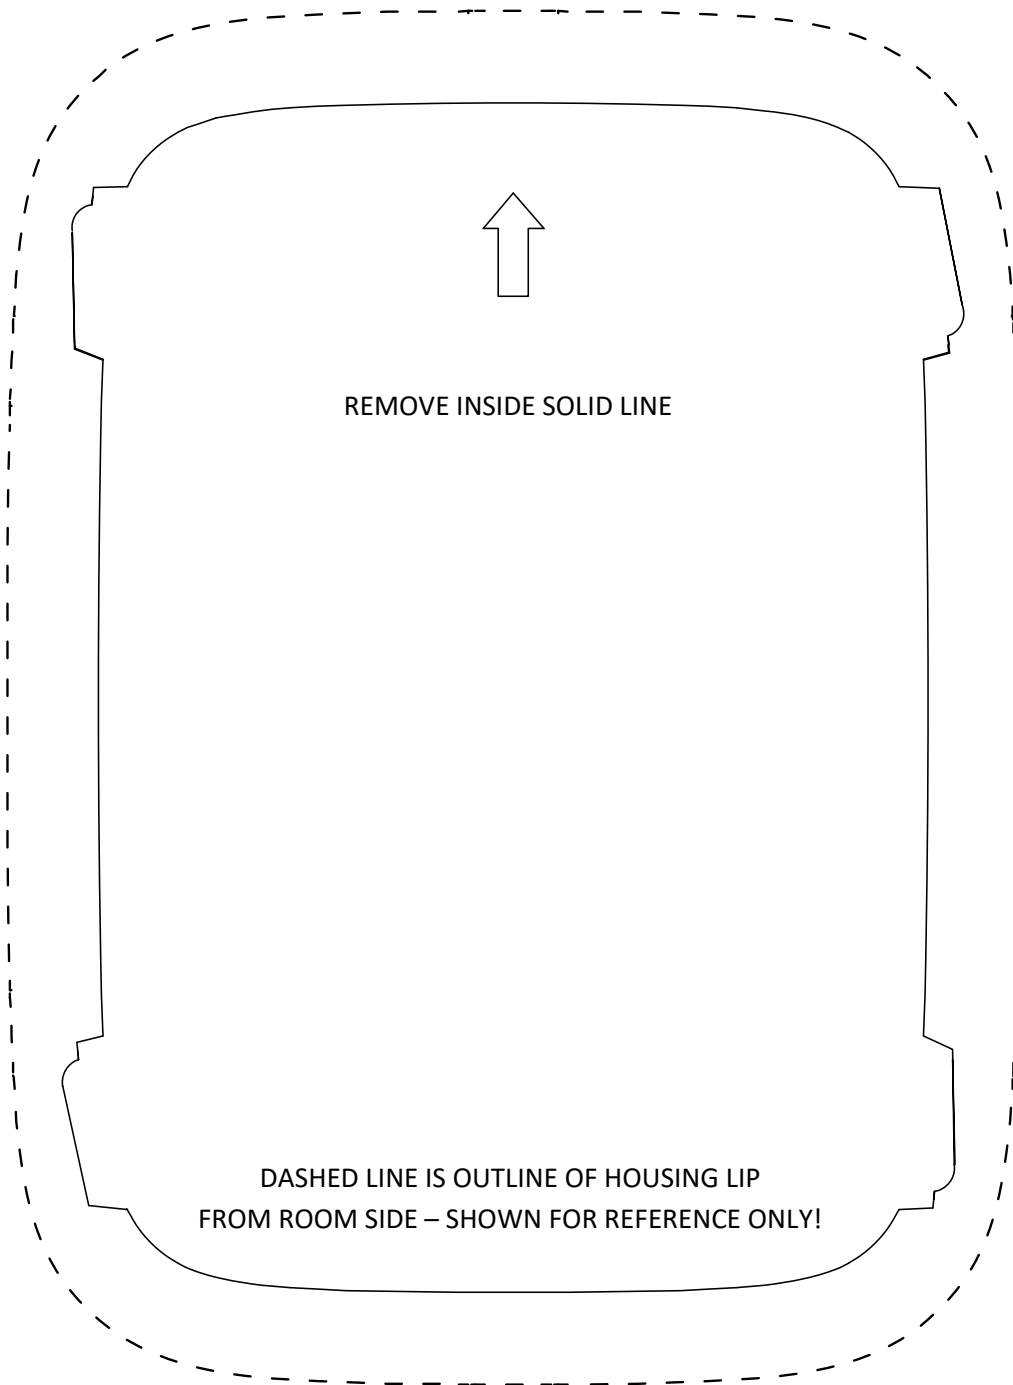 REMOVE INSIDE SOLID LINE
DASHED LINE IS OUTLINE OF HOUSING LIP
FROM ROOM SIDE – SHOWN FOR REFERENCE ONLY!